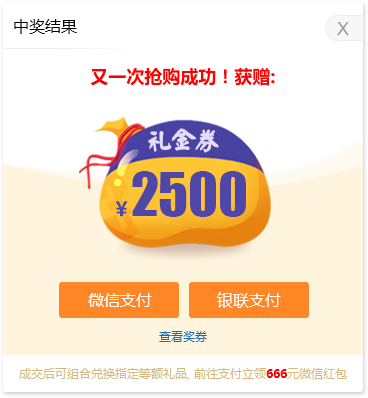 中奖结果
X
又一次抢购成功！获赠:
礼金券
¥2500
微信支付
银联支付
查看奖券
成交后可组合兑换指定等额礼品, 前往支付立领666元微信红包